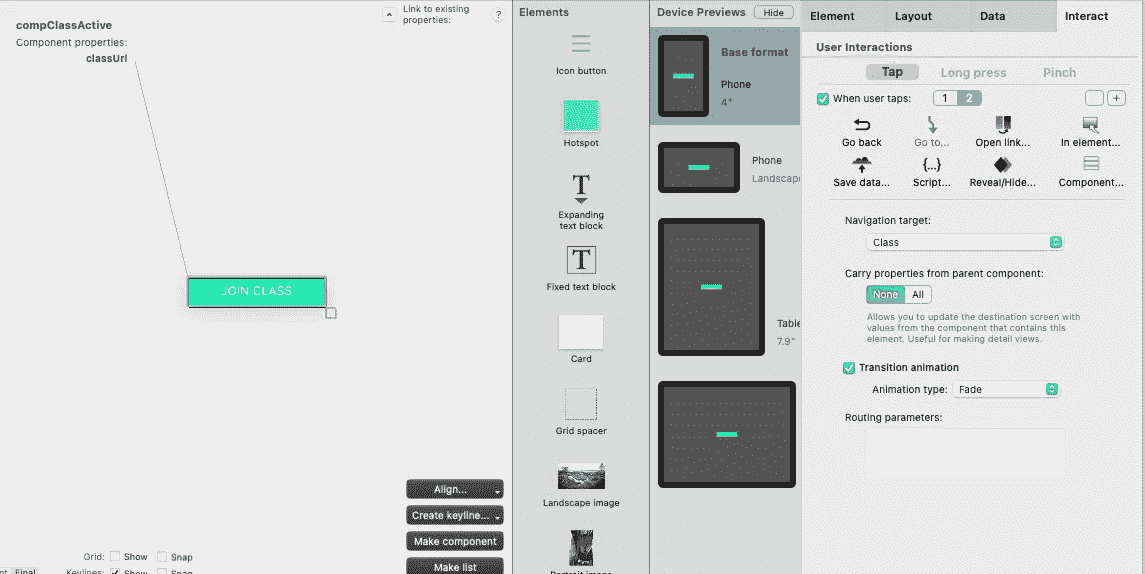 compClassActive
Component properties:
classUrl
Link to existing
properties:
?
JOIN CLASS
Align...
Create keyline...
Make component
Make list
Grid:
Show
Snap
Final
Keylines:
Show
Snap
Elements
Icon button
Hotspot
T
Expanding
text block
T
Fixed text block
Card
Grid spacer
Landscape image
Portrait image
Device Previews
Hide
Base format
Phone
4"
Phone
Landscap
Table
7.9"
Element
Layout
Data
Interact
User Interactions
Tap
Long press
Pinch
When user taps:
1
2
+
Go back
Go to...
Open link...
In element...
{...}
Save data...
Script...
Reveal/Hide...
Component...
Navigation target:
Class
Carry properties from parent component:
None
All
Allows you to update the destination screen with
values from the component that contains this
element. Useful for making detail views.
Transition animation
Animation type:
Fade
Routing parameters: